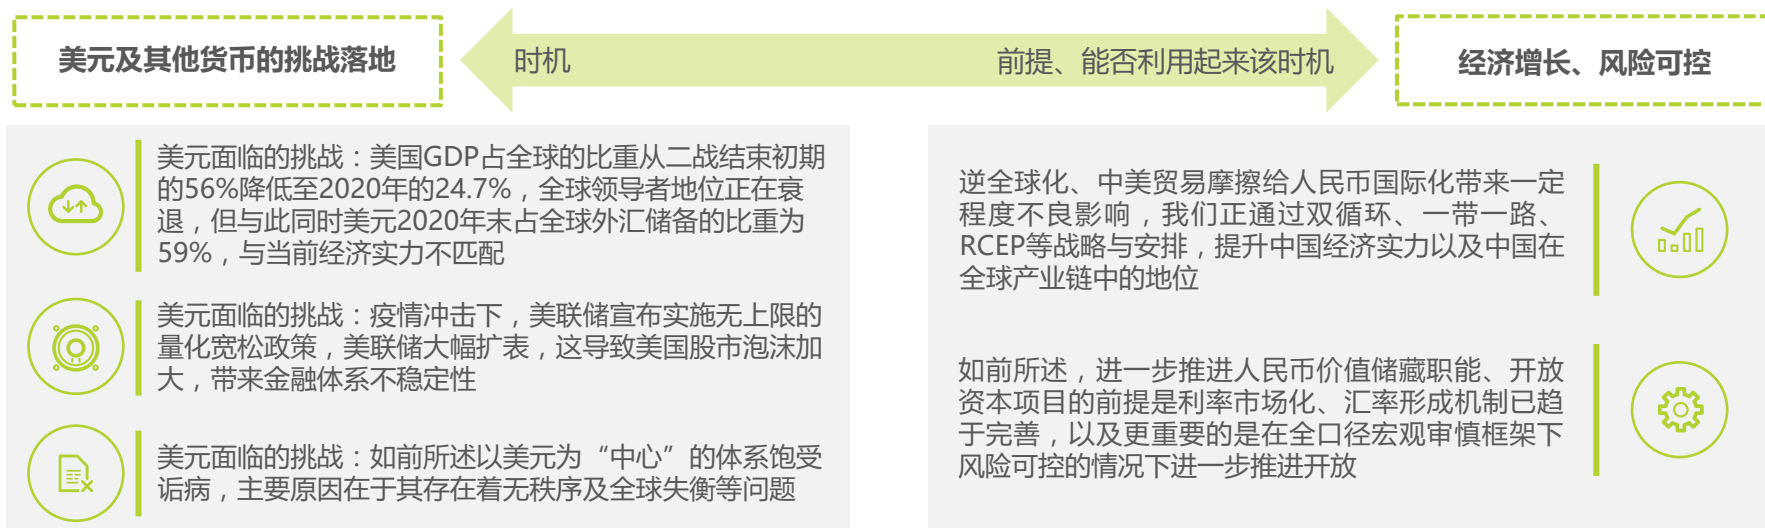 美元及其他货币的挑战落地
时机
前提、能否利用起来该时机
经济增长、风险可控
美元面临的挑战：美国GDP占全球的比重从二战结束初期
的56%降低至2020年的24.7%，全球领导者地位正在衰
退，但与此同时美元2020年末占全球外汇储备的比重为
59%，与当前经济实力不匹配
美元面临的挑战：疫情冲击下，美联储宣布实施无上限的
量化宽松政策，美联储大幅扩表，这导致美国股市泡沫加
大，带来金融体系不稳定性
美元面临的挑战：如前所述以美元为“中心”的体系饱受
诟病，主要原因在于其存在着无秩序及全球失衡等问题
逆全球化、中美贸易摩擦给人民币国际化带来一定
程度不良影响，我们正通过双循环、一带一路、
RCEP等战略与安排，提升中国经济实力以及中国在
全球产业链中的地位
如前所述，进一步推进人民币价值储藏职能、开放
资本项目的前提是利率市场化、汇率形成机制已趋
于完善，以及更重要的是在全口径宏观审慎框架下
风险可控的情况下进一步推进开放